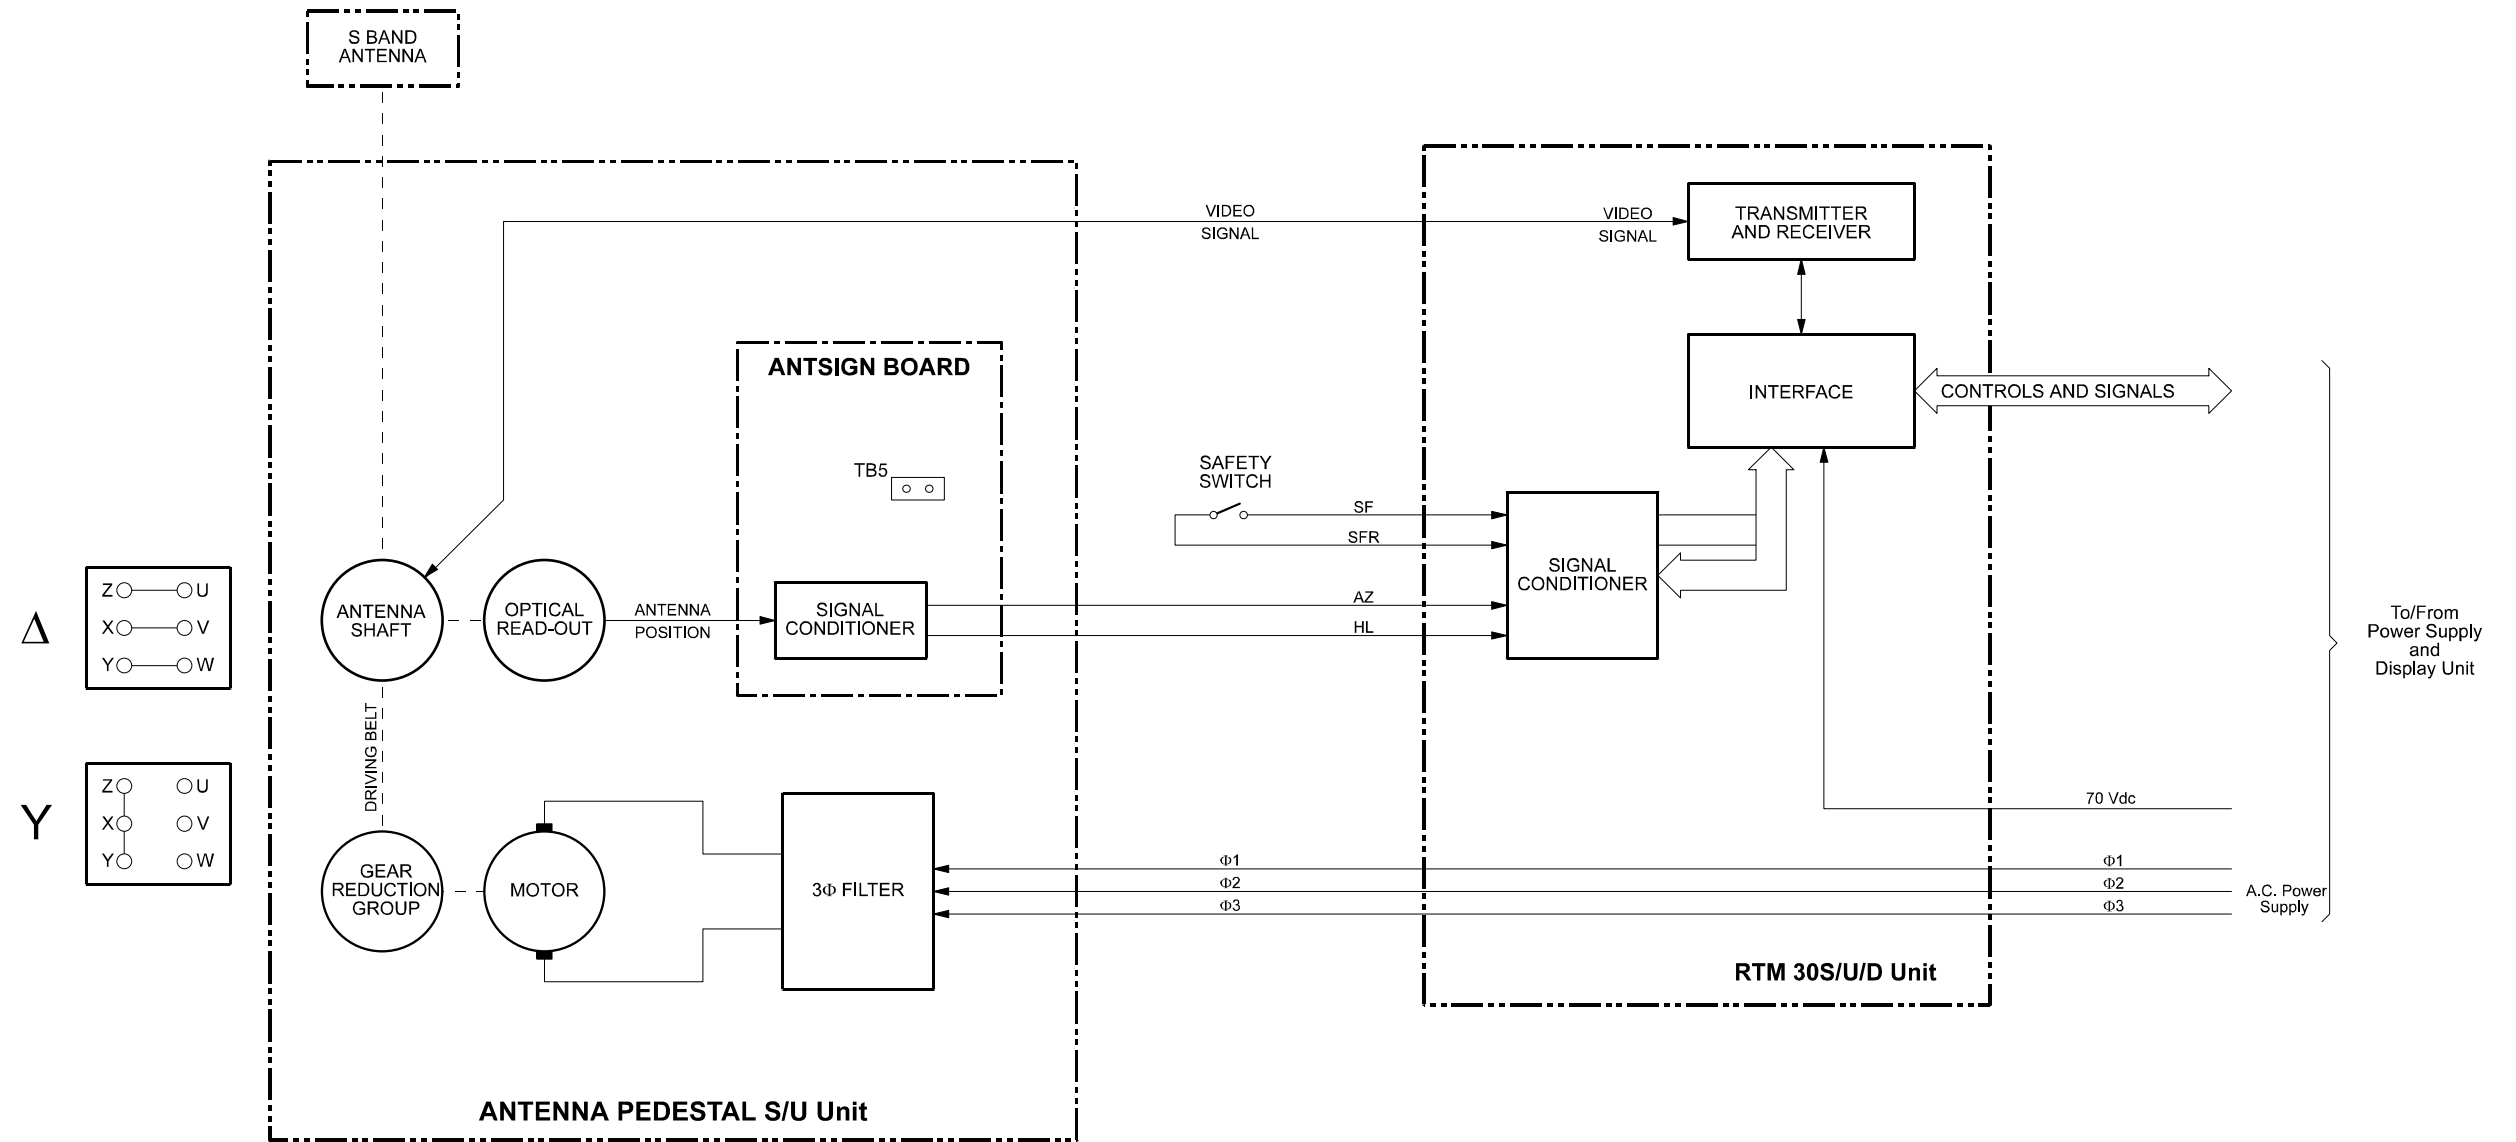 S BAND
ANTENNA
VIDEO
SIGNAL
VIDEO
SIGNAL
TRANSMITTER
AND RECEIVER
ANTSIGN BOARD
INTERFACE
CONTROLS AND SIGNALS
TB5
SAFETY
SWITCH
SF
SFR
SIGNAL
CONDITIONER
Δ
Z U
X V
Y W
ANTENNA
SHAFT
OPTICAL
READ-OUT
ANTENNA
POSITION
SIGNAL
CONDITIONER
AZ
HL
To/From
Power Supply
and
Display Unit
DRIVING BELT
Y
Z U
X V
Y W
70 Vdc
GEAR
REDUCTION
GROUP
MOTOR
3Φ FILTER
Φ1
Φ2
Φ3
Φ1
Φ2
Φ3
A.C. Power
Supply
RTM 30S/U/D Unit
ANTENNA PEDESTAL S/U Unit